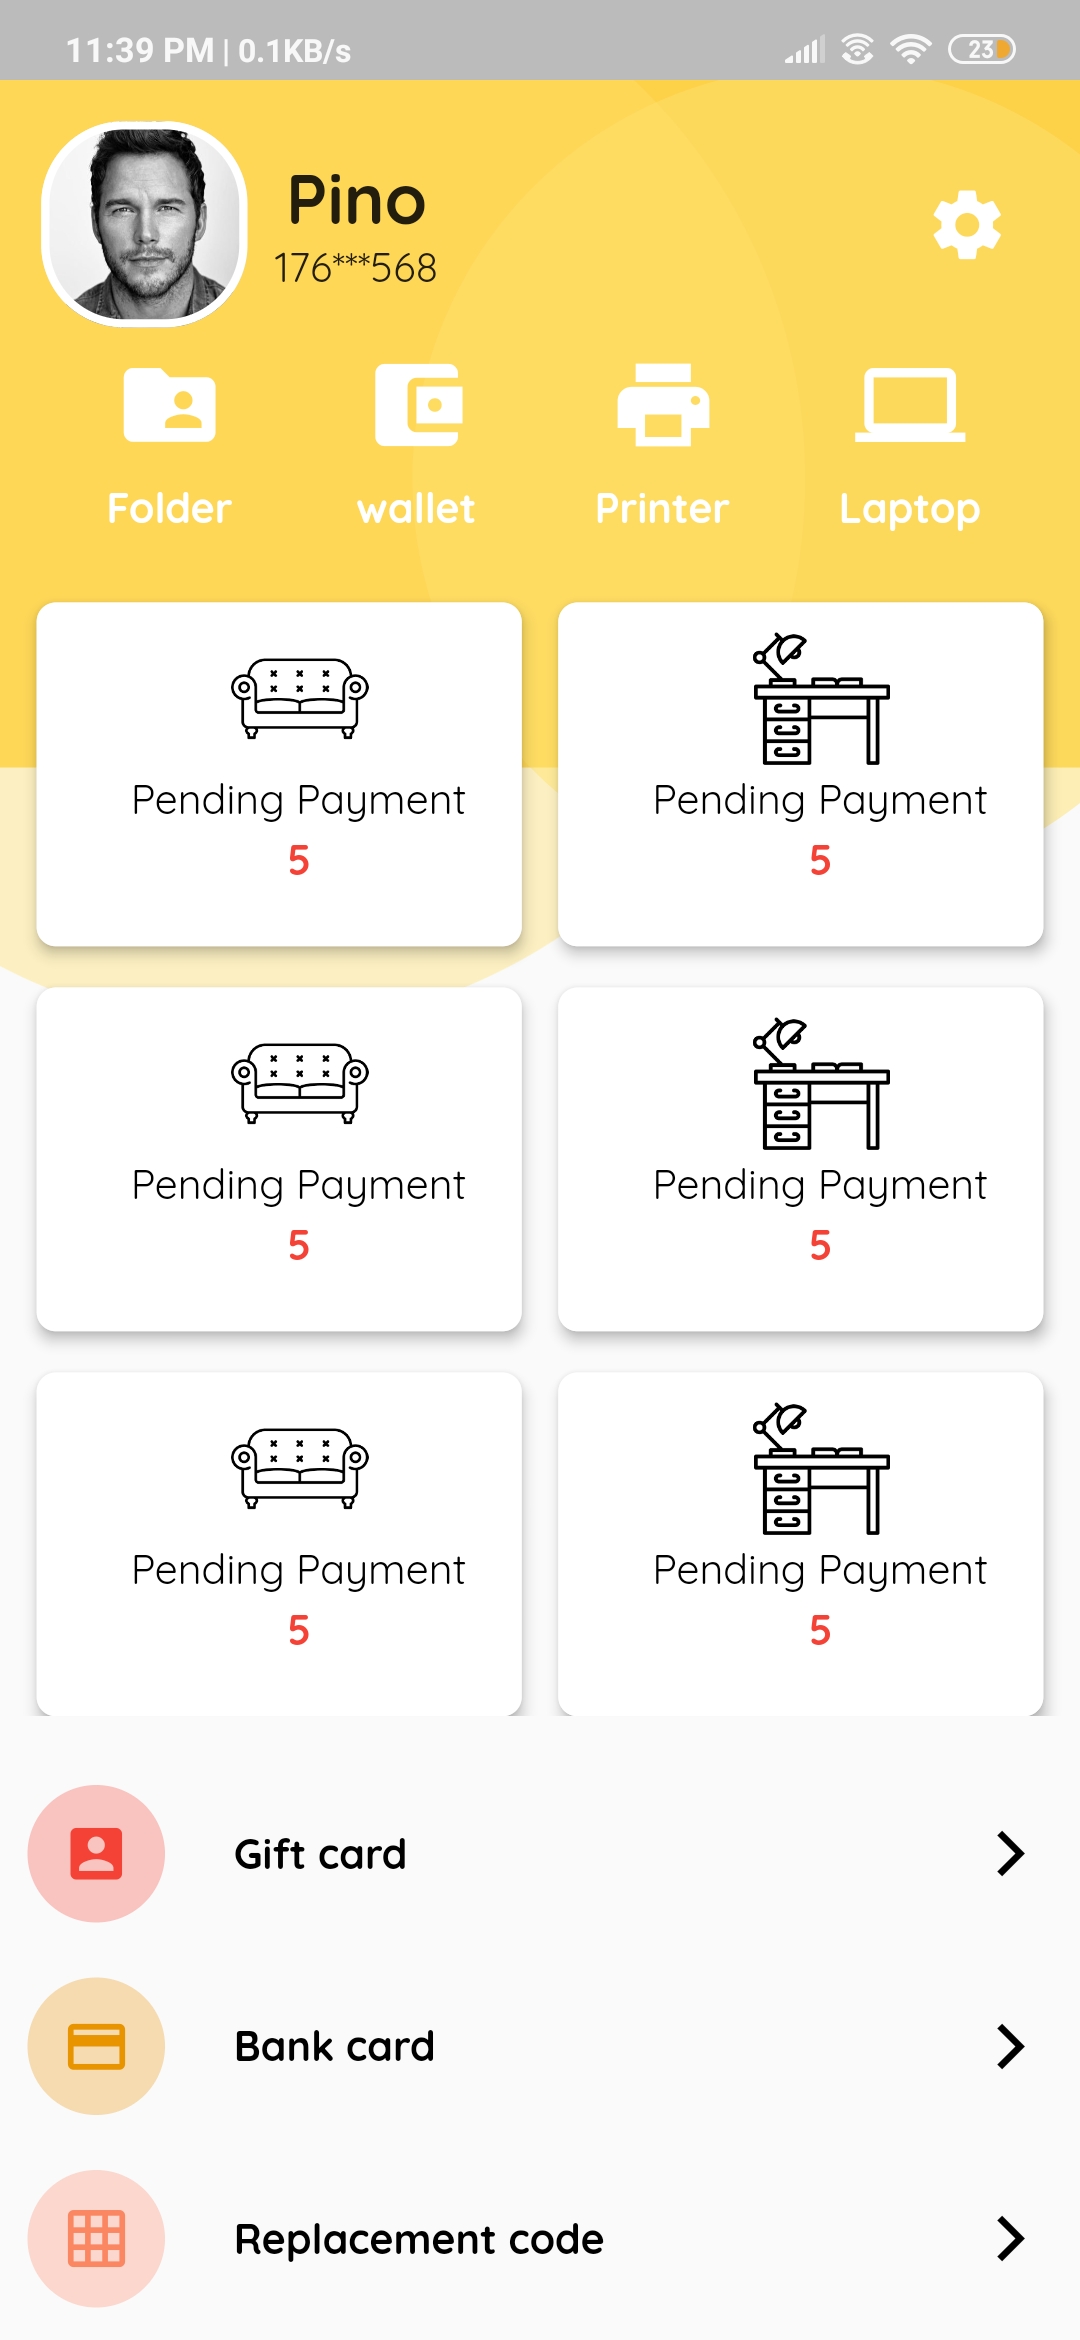 11:39 PM | 0.1KB/s 23
Pino
176***568
Folder wallet Printer Laptop
Pending Payment Pending Payment
5 5
Pending Payment Pending Payment
5 5
Pending Payment Pending Payment
5 5
Gift card
Bank card
Replacement code